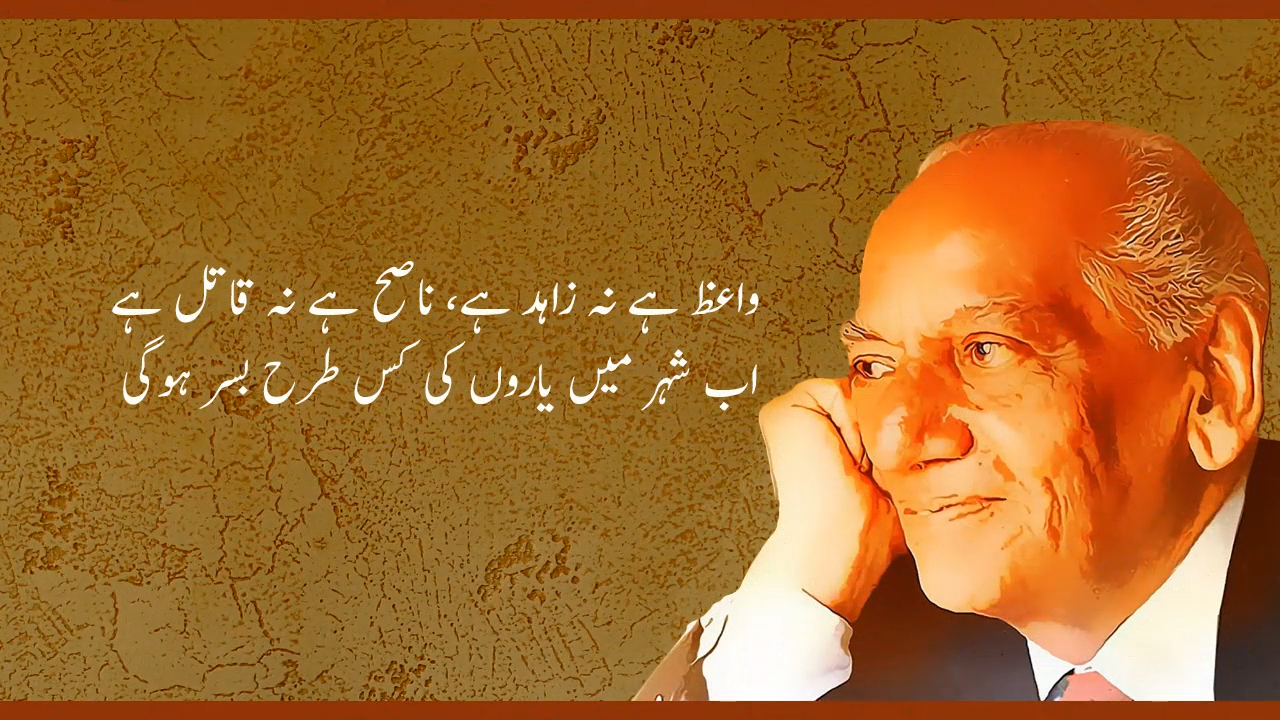 واعظ ہے نہ زاہد ہے، ناصح ہے نہ قاتل ہے
اب شہر میں یاروں کی کس طرح بسر ہوگی